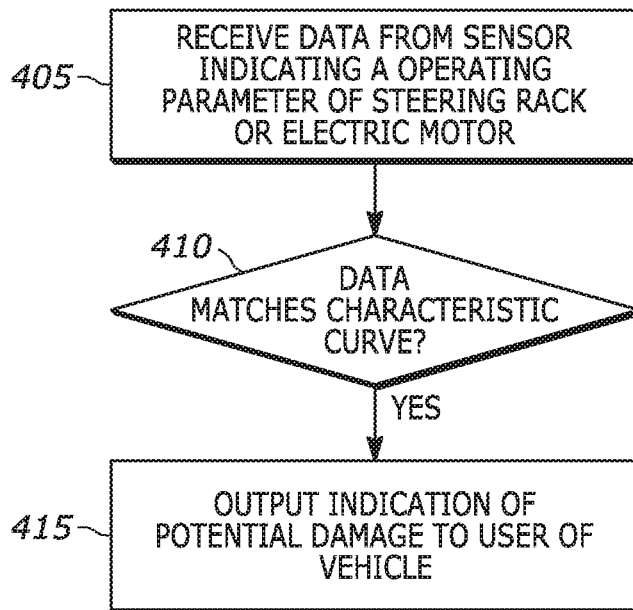 405
RECEIVE DATA FROM SENSOR
INDICATING A OPERATING
PARAMETER OF STEERING RACK
OR ELECTRIC MOTOR
410
DATA
MATCHES CHARACTERISTIC
CURVE?
YES
415
OUTPUT INDICATION OF
POTENTIAL DAMAGE TO USER OF
VEHICLE